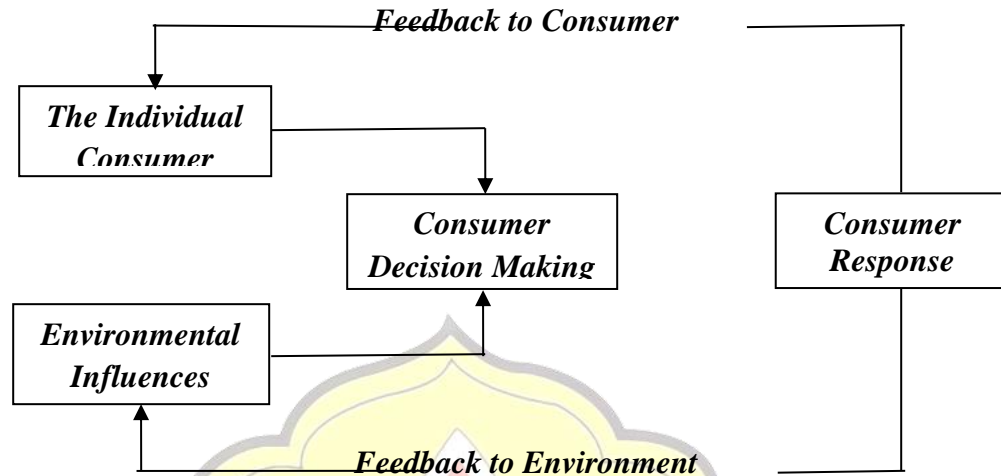 Feedback to Consumer
The Individual
Consumer
Consumer
Decision Making
Consumer
Response
Environmental
Influences
Feedback to Environment